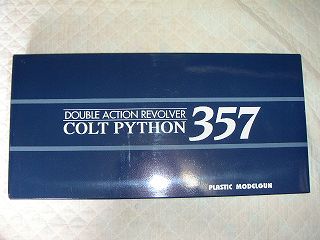 DOUBLE ACTION REVOLVER
COLT PYTHON 357
PLASTIC MODELGUN